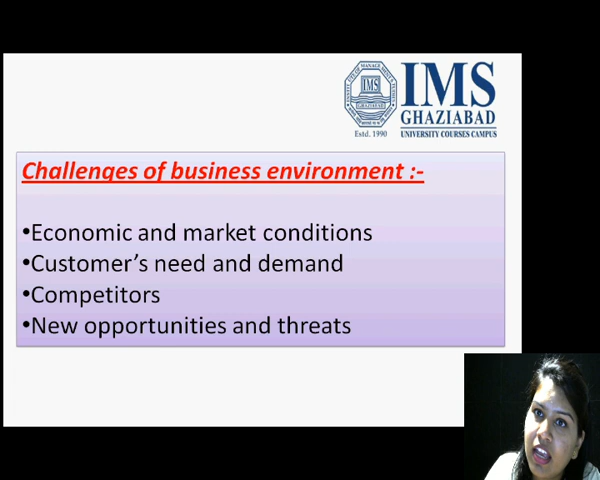 IMS
GHAZIABAD
Estd. 1990
UNIVERSITY COURSES CAMPUS
Challenges of business environment :-
•Economic and market conditions
•Customer's need and demand
•Competitors
•New opportunities and threats